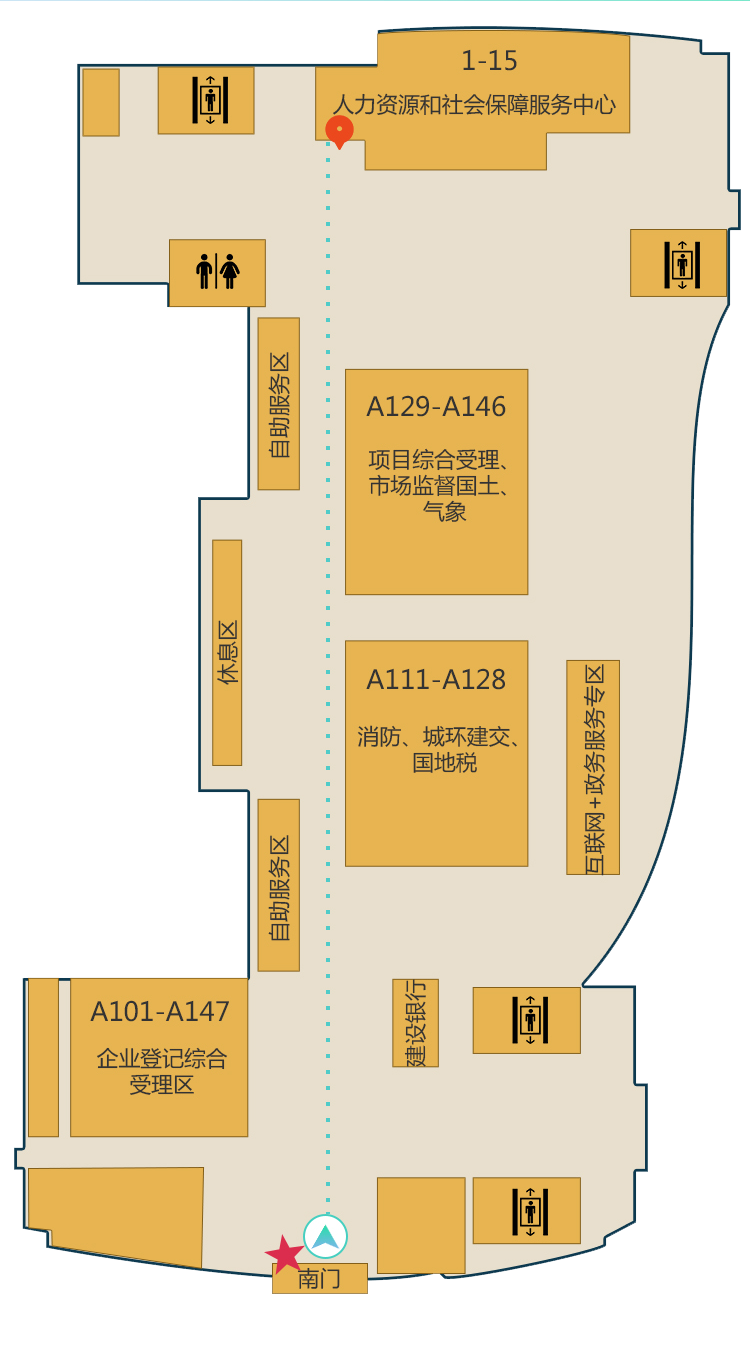 1-15
人力资源和社会保障服务中心
自助服务区
A129-A146
项目综合受理、
市场监督国土、
气象
休息区
A111-A128
消防、城环建交、
国地税
互联网+政务服务专区
自助服务区
建设银行
A101-A147
企业登记综合
受理区
南门